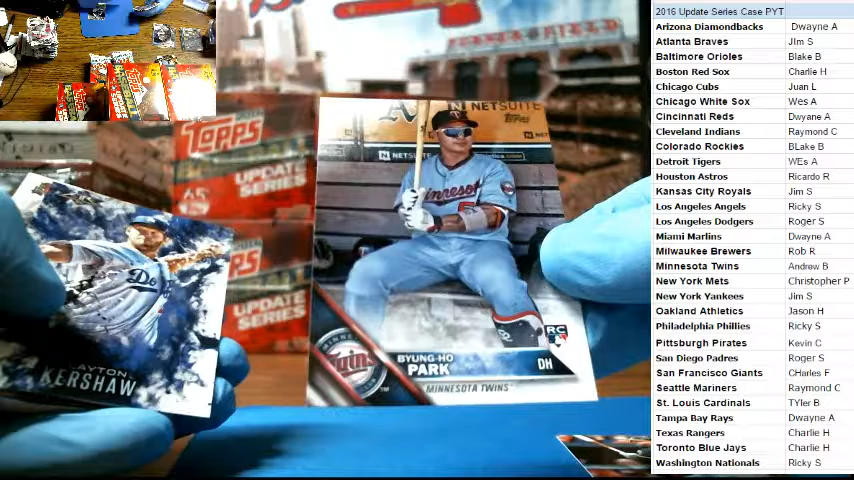 2016 Update Series Case PYT
Arizona Diamondbacks Dwayne A
Atlanta Braves JIm S
Baltimore Orioles Blake B
Boston Red Sox Charlie H
Chicago Cubs Juan L
Chicago White Sox Wes A
Cincinnati Reds Dwyane A
Cleveland Indians Raymond C
Colorado Rockies BLake B
Detroit Tigers WEs A
Houston Astros Ricardo R
Kansas City Royals Jim S
Los Angeles Angels Ricky S
Los Angeles Dodgers Roger S
Miami Marlins Dwayne A
Milwaukee Brewers Rob R
Minnesota Twins Andrew B
New York Mets Christopher P
New York Yankees Jim S
Oakland Athletics Jason H
Philadelphia Phillies Ricky S
Pittsburgh Pirates Kevin C
San Diego Padres Roger S
San Francisco Giants CHarles F
Seattle Mariners Raymond C
St. Louis Cardinals TYler B
Tampa Bay Rays Dwayne A
Texas Rangers Charlie H
Toronto Blue Jays Charlie H
Washington Nationals Ricky S
NETSUITE
Topps
Topps
UPDATE
SERIES
65
UPDATE
SERIES
KERSHAW
RC
BYUNG-HO
PARK
DH
MINNESOTA TWINS
Twins